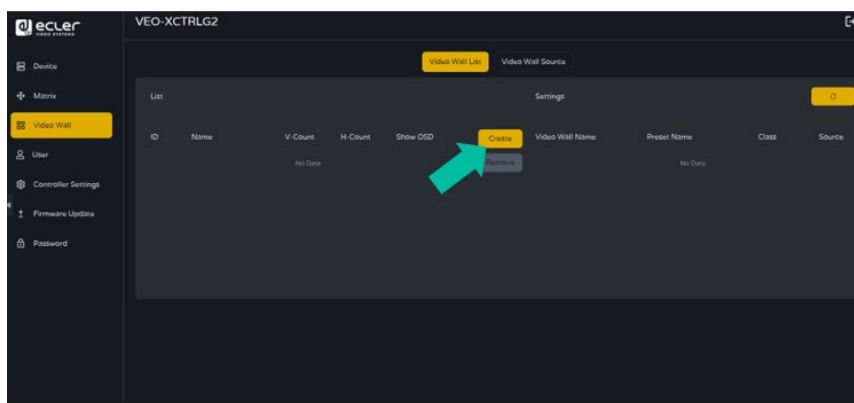 ecler
VIDEO SYSTEMS
VEO-XCTRLG2
Device
Matrix
Video Wall
User
Controller Settings
Firmware Update
Password
Video Wall List
Video Wall Source
List
Settings
ID
Name
V-Count
H-Count
Show OSD
Create
Video Wall Name
Preset Name
Class
Source
No Data
Remove
No Data